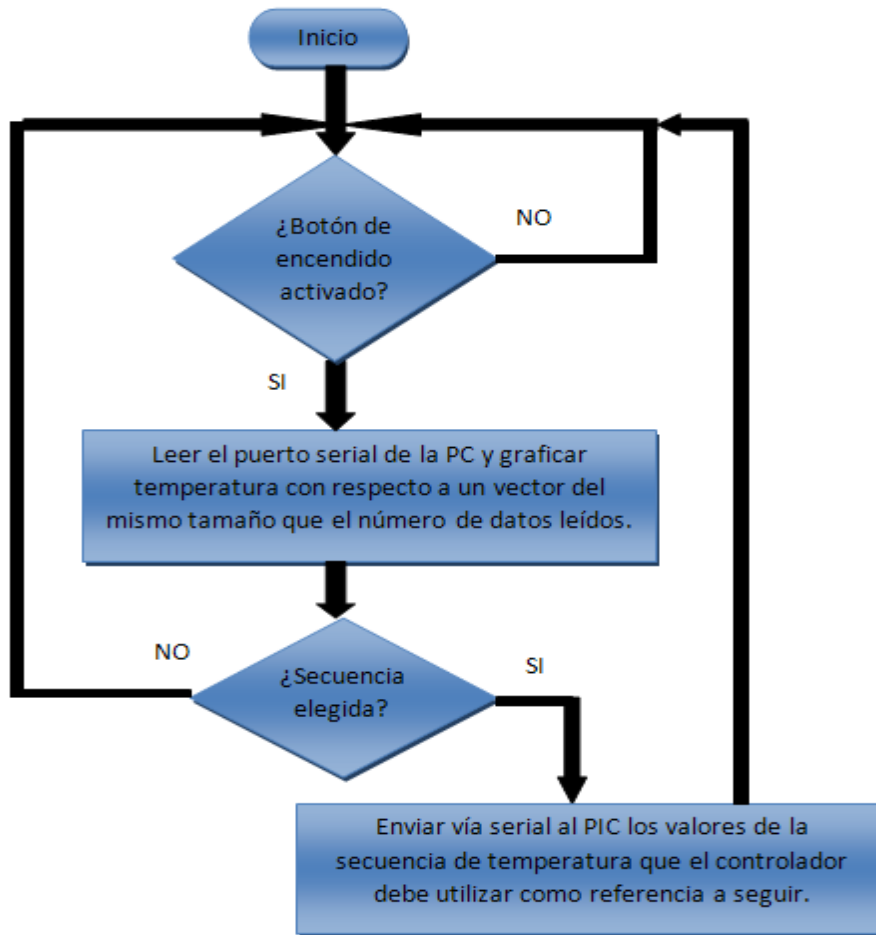 Inicio
¿Botón de
encendido
activado?
NO
SI
Leer el puerto serial de la PC y graficar
temperatura con respecto a un vector del
mismo tamaño que el número de datos leídos.
NO
¿Secuencia
elegida?
SI
Enviar vía serial al PIC los valores de la
secuencia de temperatura que el controlador
debe utilizar como referencia a seguir.